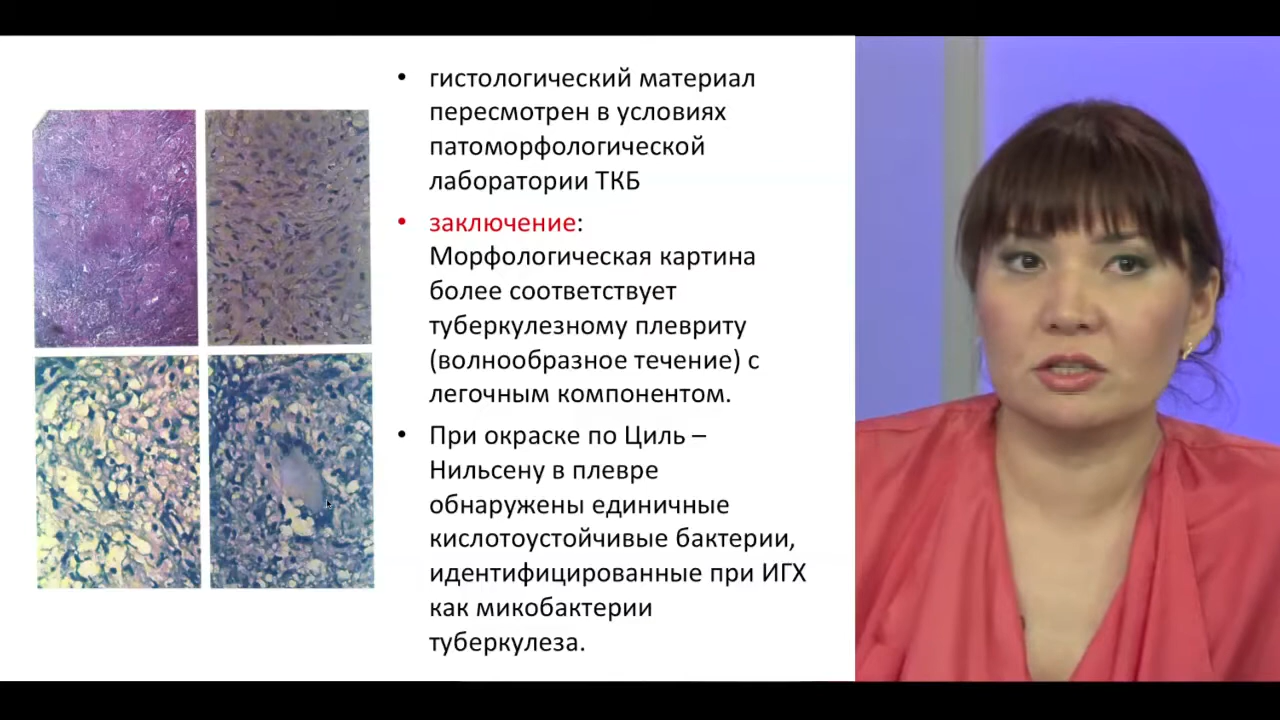 • гистологический материал
пересмотрен в условиях
патоморфологической
лаборатории ТКБ
• заключение:
Морфологическая картина
более соответствует
туберкулезному плевриту
(волнообразное течение) с
легочным компонентом.
• При окраске по Циль –
Нильсену в плевре
обнаружены единичные
кислотоустойчивые бактерии,
идентифицированные при ИГХ
как микобактерии
туберкулеза.